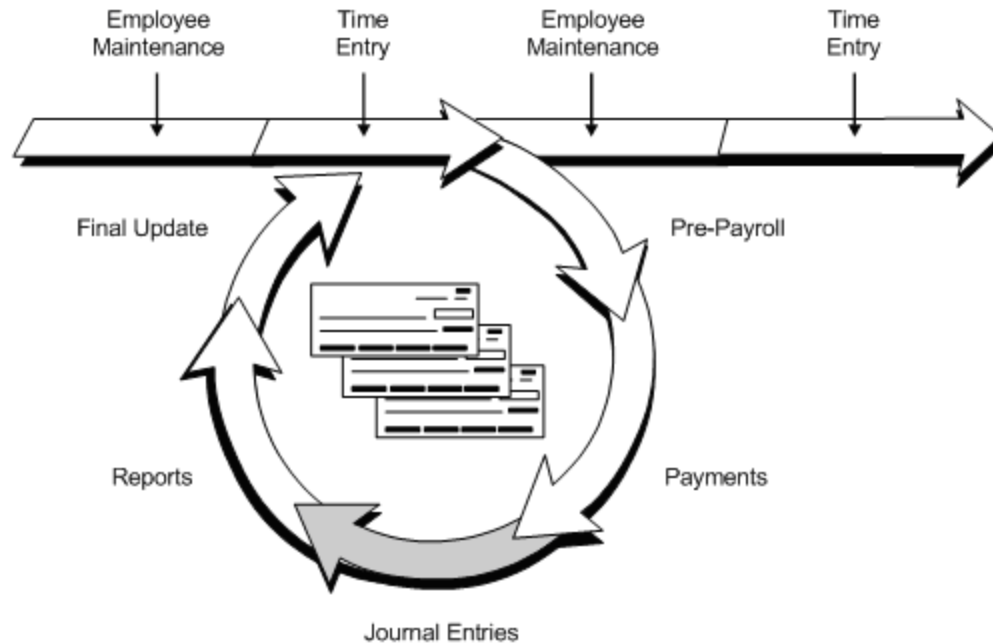 Employee
Maintenance
Time
Entry
Employee
Maintenance
Time
Entry
Final Update
Pre-Payroll
Reports
Payments
Journal Entries